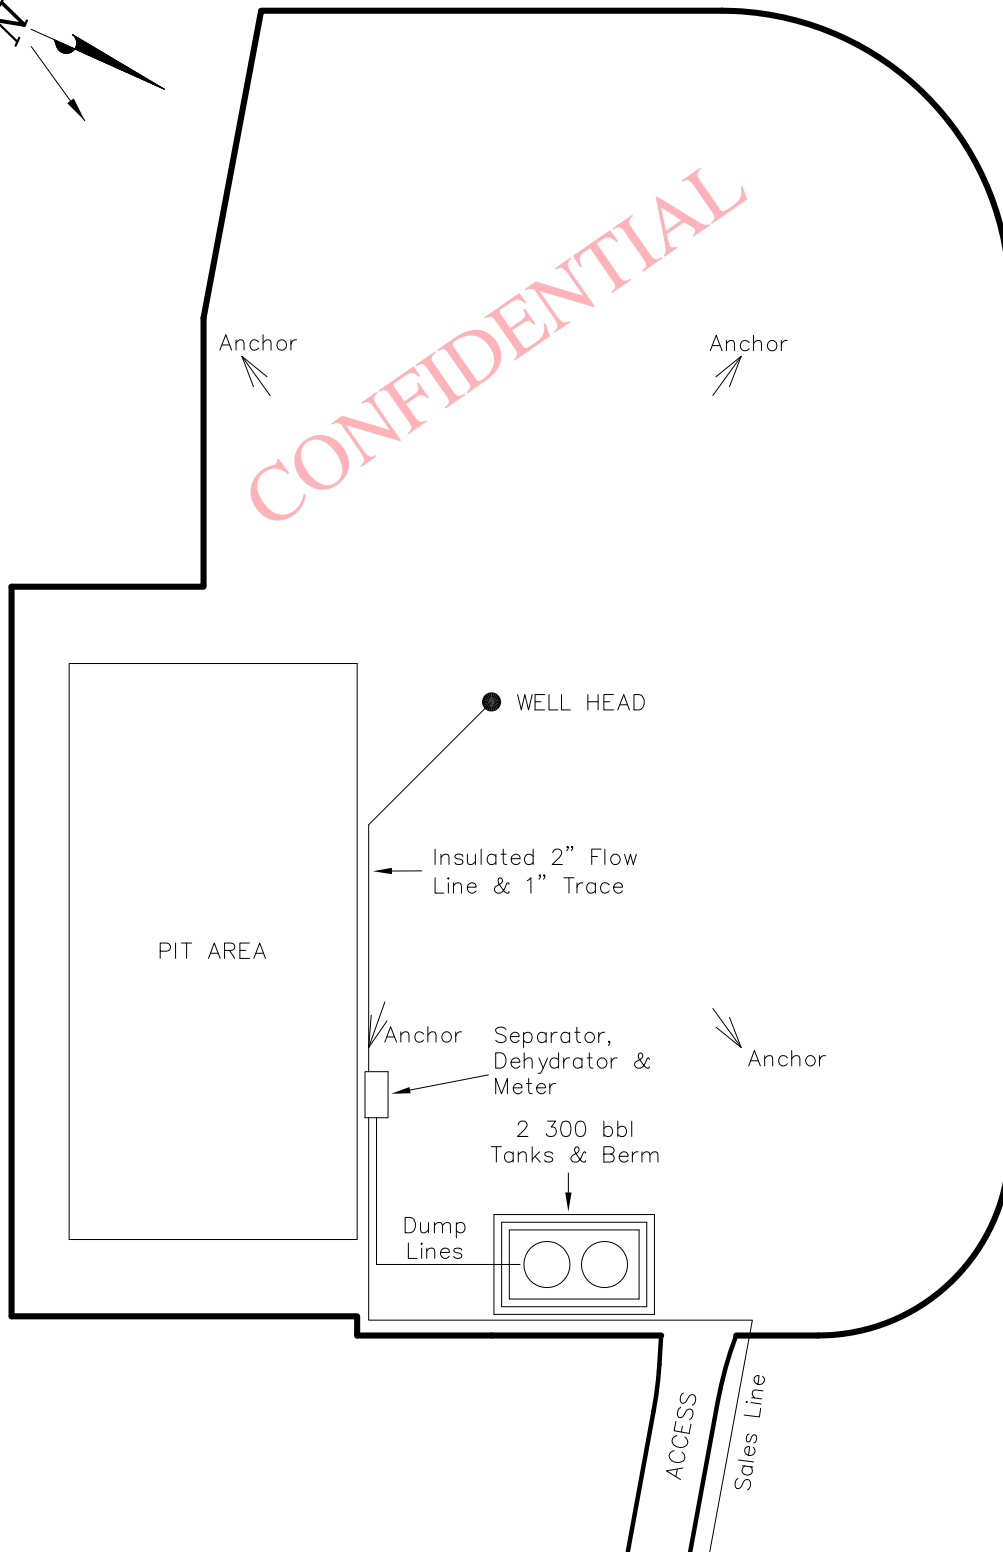 N
CONFIDENTIAL
Anchor
Anchor
WELL HEAD
Insulated 2” Flow
Line & 1” Trace
PIT AREA
Anchor
Separator,
Dehydrator &
Meter
Anchor
2 300 bbl
Tanks & Berm
Dump
Lines
ACCESS
Sales Line